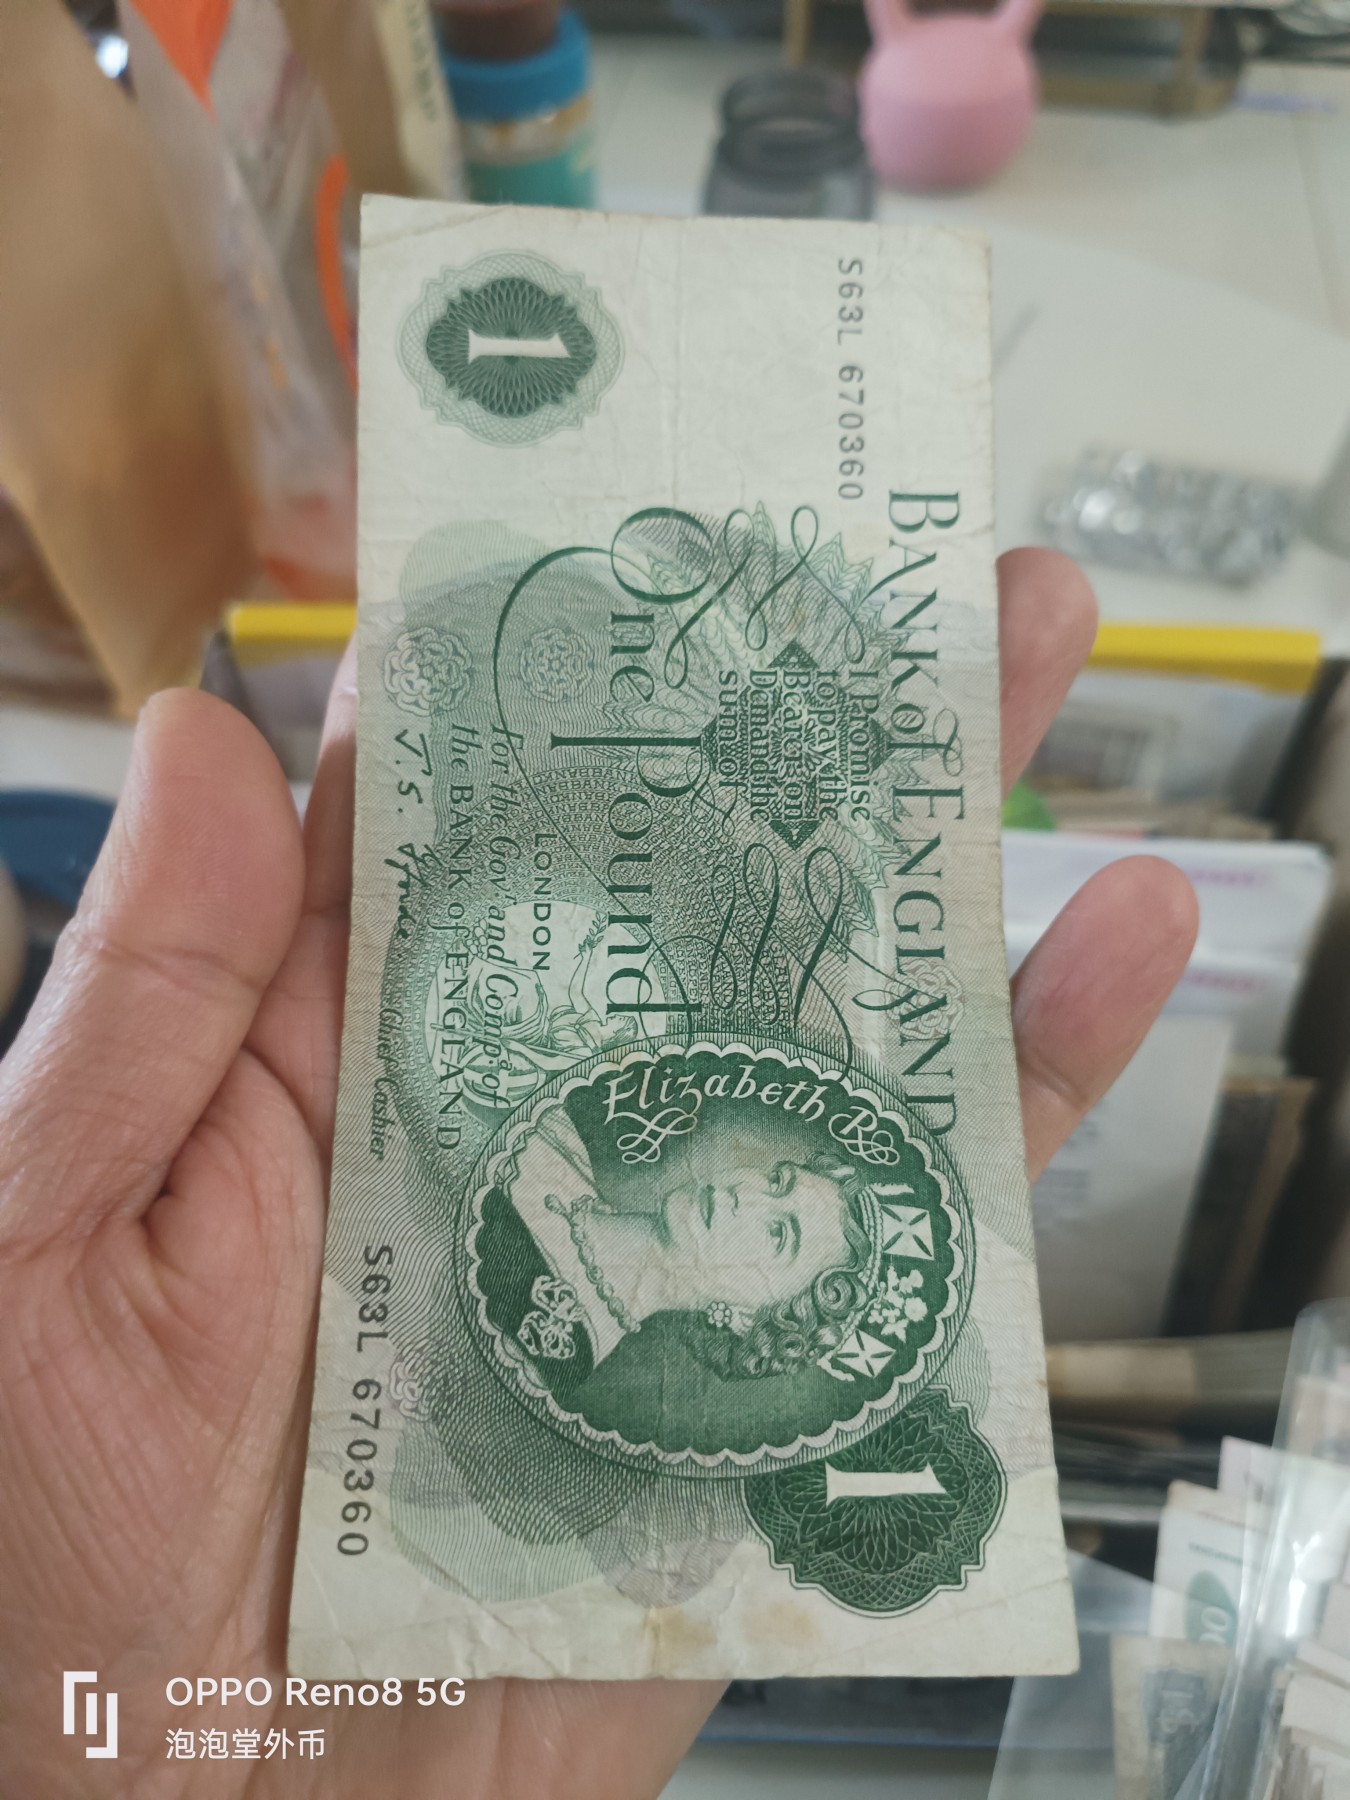 1
S63L 670360
BANK of ENGLAND
I Promise
to pay the
Bearer on
Demand the
sum of
One Pound
LONDON
for the Gov.r and Comp.a of
the BANK of ENGLAND
J.S. Fforde
Chief Cashier
Elizabeth R
S63L 670360
1
OPPO Reno8 5G
泡泡堂外币